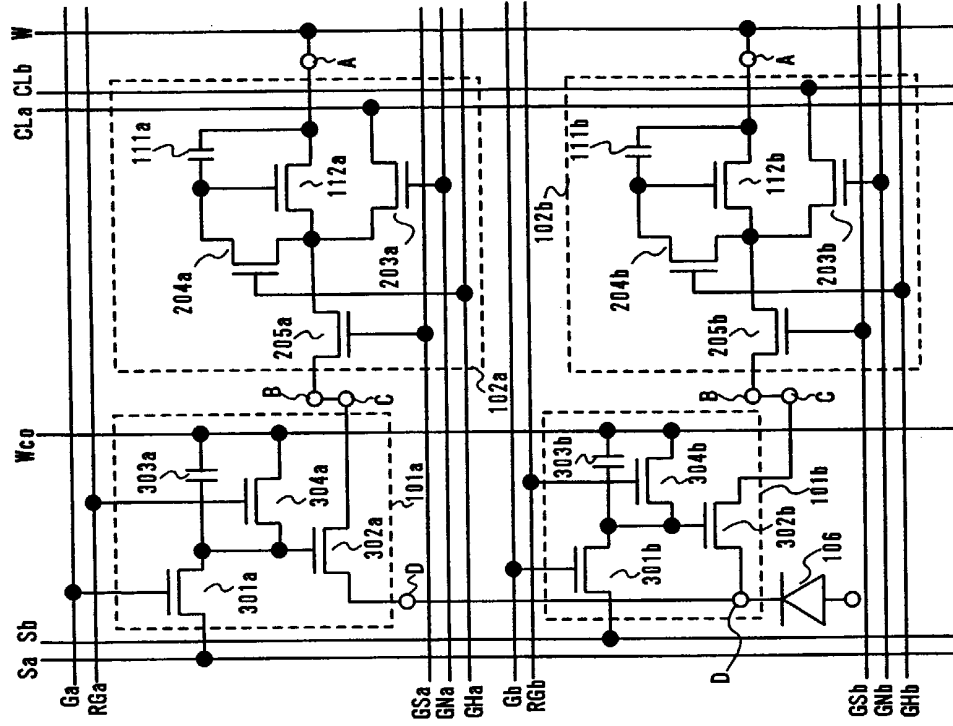 W
CLb
CLa
A
111a
112a
204a
203a
205a
B
C
102a
Wco
303a
304a
302a
301a
101a
D
Sb
Sa
Ga
RGa
GSa
GNa
GHa
Gb
RGb
A
111b
102b
112b
204b
203b
205b
B
C
303b
304b
101b
302b
301b
106
D
GSb
GNb
GHb